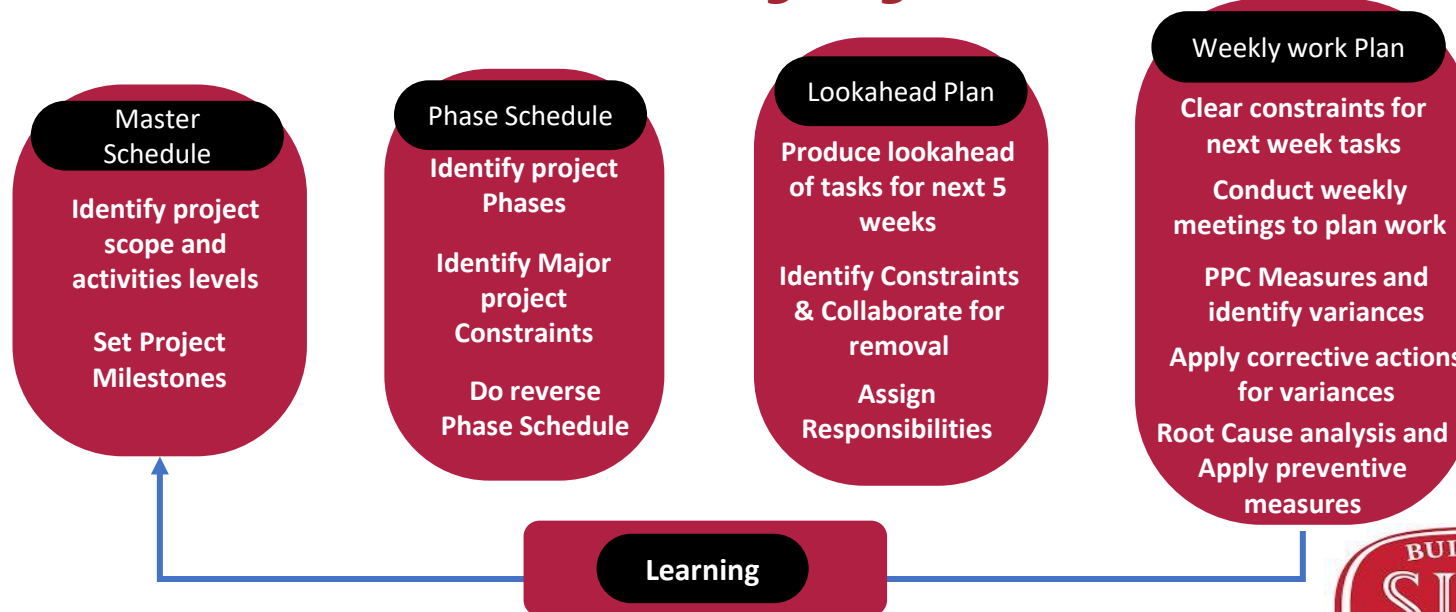 Master
Schedule
Identify project
scope and
activities levels
Set Project
Milestones
Phase Schedule
Identify project
Phases
Identify Major
project
Constraints
Do reverse
Phase Schedule
Lookahead Plan
Produce lookahead
of tasks for next 5
weeks
Identify Constraints
& Collaborate for
removal
Assign
Responsibilities
Weekly work Plan
Clear constraints for
next week tasks
Conduct weekly
meetings to plan work
PPC Measures and
identify variances
Apply corrective actions
for variances
Root Cause analysis and
Apply preventive
measures
Learning